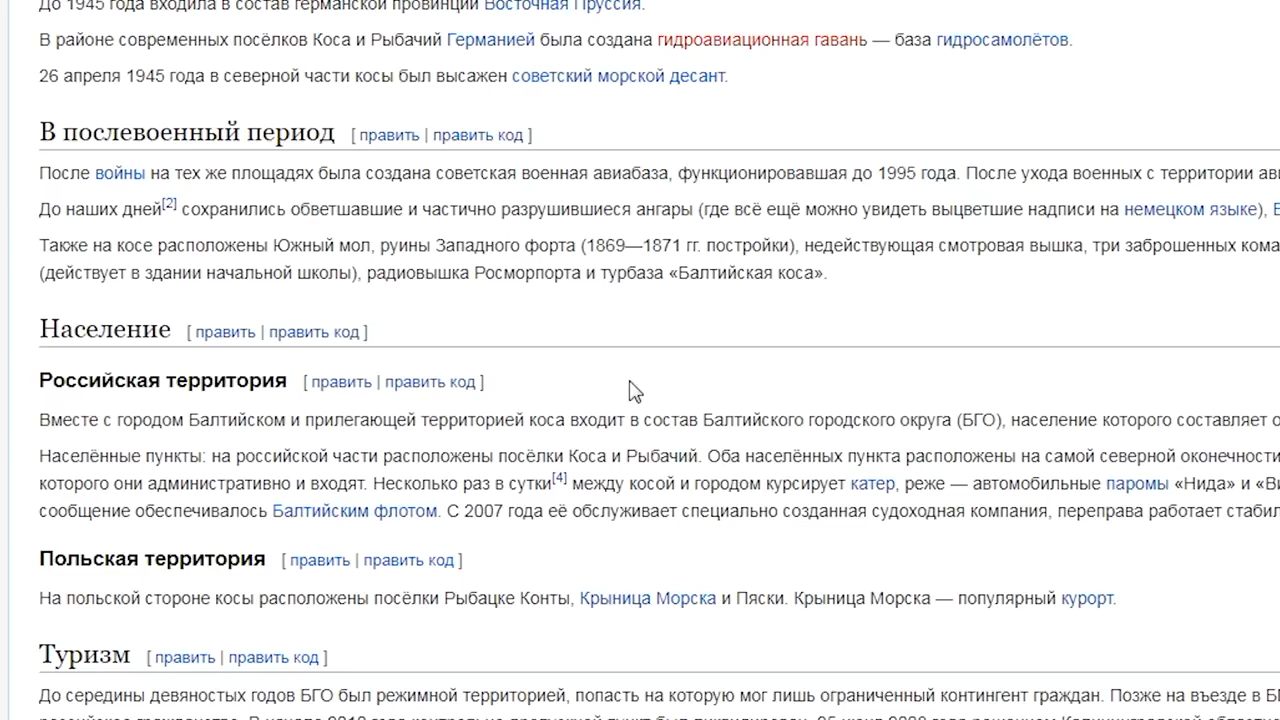 До 1945 года входила в состав германской провинции Восточная Пруссия.
В районе современных посёлков Коса и Рыбачий Германией была создана гидроавиационная гавань — база гидросамолётов.
26 апреля 1945 года в северной части косы был высажен советский морской десант.
В послевоенный период [ править | править код ]
После войны на тех же площадях была создана советская военная авиабаза, функционировавшая до 1995 года. После ухода военных с территории
До наших дней[2] сохранились обветшавшие и частично разрушившиеся ангары (где всё ещё можно увидеть выцветшие надписи на немецком языке),
Также на косе расположены Южный мол, руины Западного форта (1869—1871 гг. постройки), недействующая смотровая вышка, три заброшенных
(действует в здании начальной школы), радиовышка Росморпорта и турбаза «Балтийская коса».
Население [ править | править код ]
Российская территория [ править | править код ]
Вместе с городом Балтийском и прилегающей территорией коса входит в состав Балтийского городского округа (БГО), население которого составляет
Населённые пункты: на российской части расположены посёлки Коса и Рыбачий. Оба населённых пункта расположены на самой северной оконечности
которого они административно и входят. Несколько раз в сутки[4] между косой и городом курсирует катер, реже — автомобильные паромы «Нида» и
сообщение обеспечивалось Балтийским флотом. С 2007 года её обслуживает специально созданная судоходная компания, переправа работает
Польская территория [ править | править код ]
На польской стороне косы расположены посёлки Рыбацке Конты, Крыница Морска и Пяски. Крыница Морска — популярный курорт.
Туризм [ править | править код ]
До середины девяностых годов БГО был режимной территорией, попасть на которую мог лишь ограниченный контингент граждан. Позже на въезде в